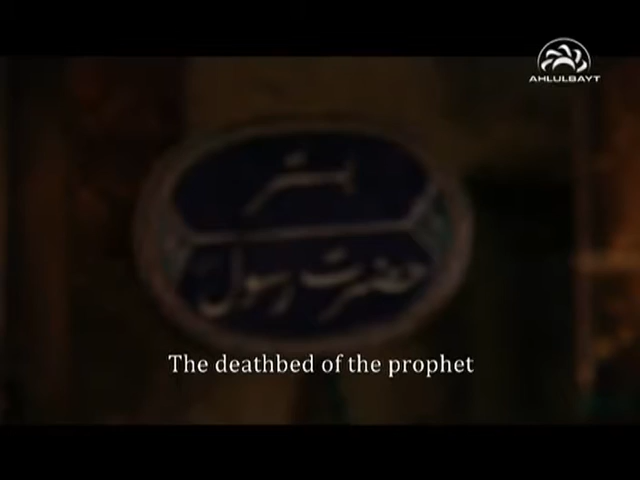 AHLULBAYT
بستر
حضرت رسول
The deathbed of the prophet